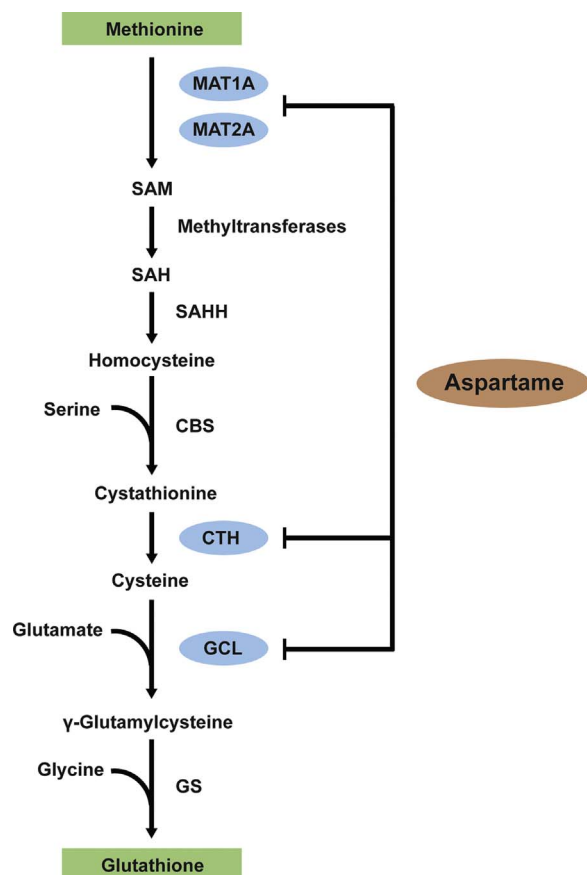 Methionine
MAT1A
MAT2A
SAM
Methyltransferases
SAH
SAHH
Homocysteine
Aspartame
Serine
CBS
Cystathionine
CTH
Cysteine
Glutamate
GCL
γ-Glutamylcysteine
Glycine
GS
Glutathione